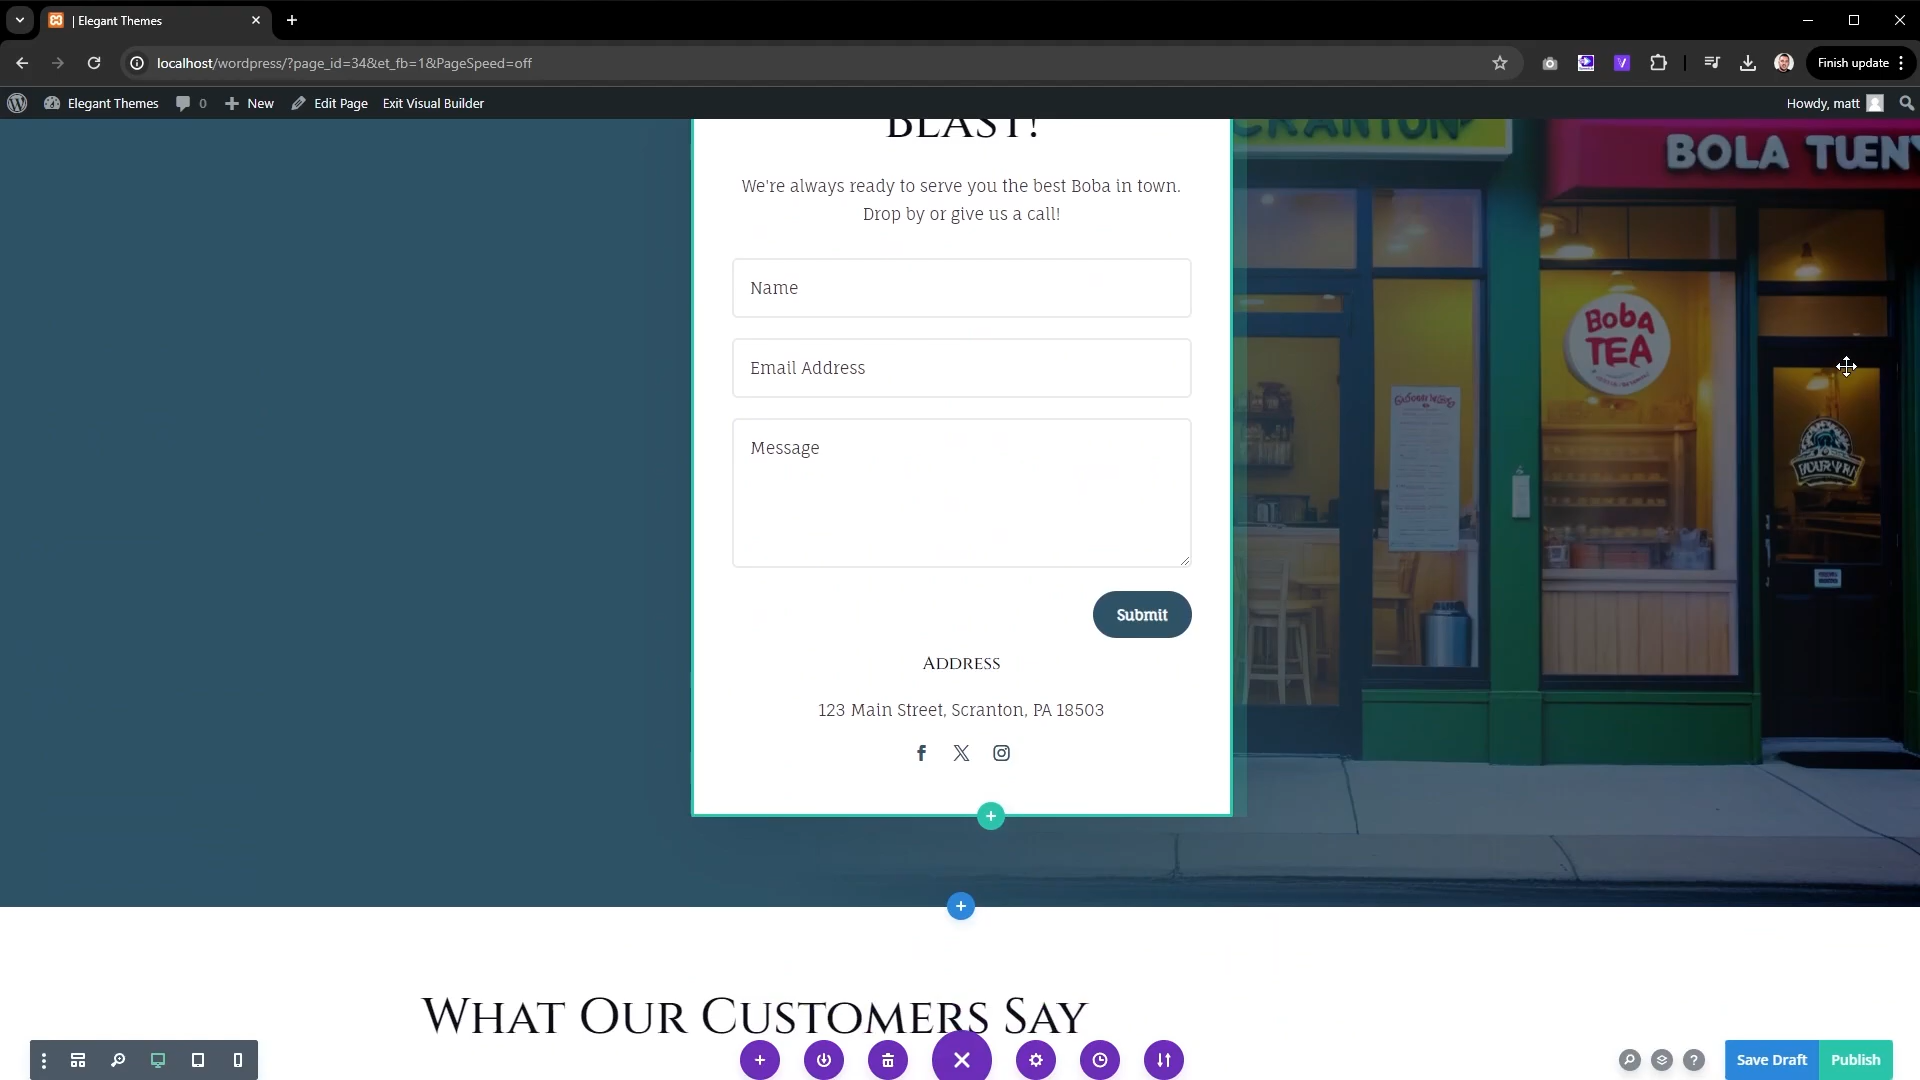 | Elegant Themes
localhost/wordpress/?page_id=34&et_fb=1&PageSpeed=off
Finish update
Elegant Themes
0
New
Edit Page
Exit Visual Builder
Howdy, matt
BLAST!
CRANTON
BOLA TUEN
We're always ready to serve you the best Boba in town.
Drop by or give us a call!
Name
Boba
TEA
Email Address
Message
Submit
Address
123 Main Street, Scranton, PA 18503
What Our Customers Say
Save Draft
Publish